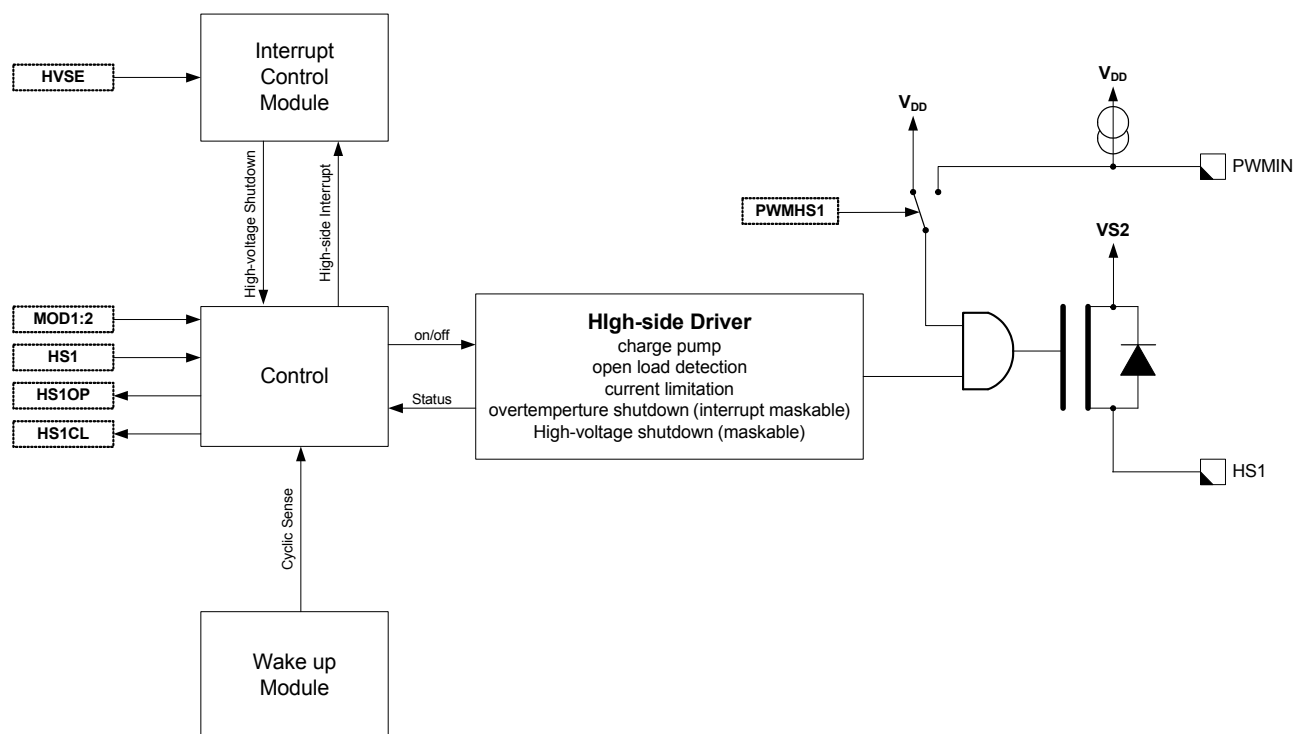 Interrupt
Control
Module
HVSE
High-voltage Shutdown
High-side Interrupt
VDD
VDD
PWMIN
PWMHS1
VS2
MOD1:2
HS1
HS1OP
HS1CL
Control
on/off
Status
HIgh-side Driver
charge pump
open load detection
current limitation
overtemperture shutdown (interrupt maskable)
High-voltage shutdown (maskable)
HS1
Cyclic Sense
Wake up
Module